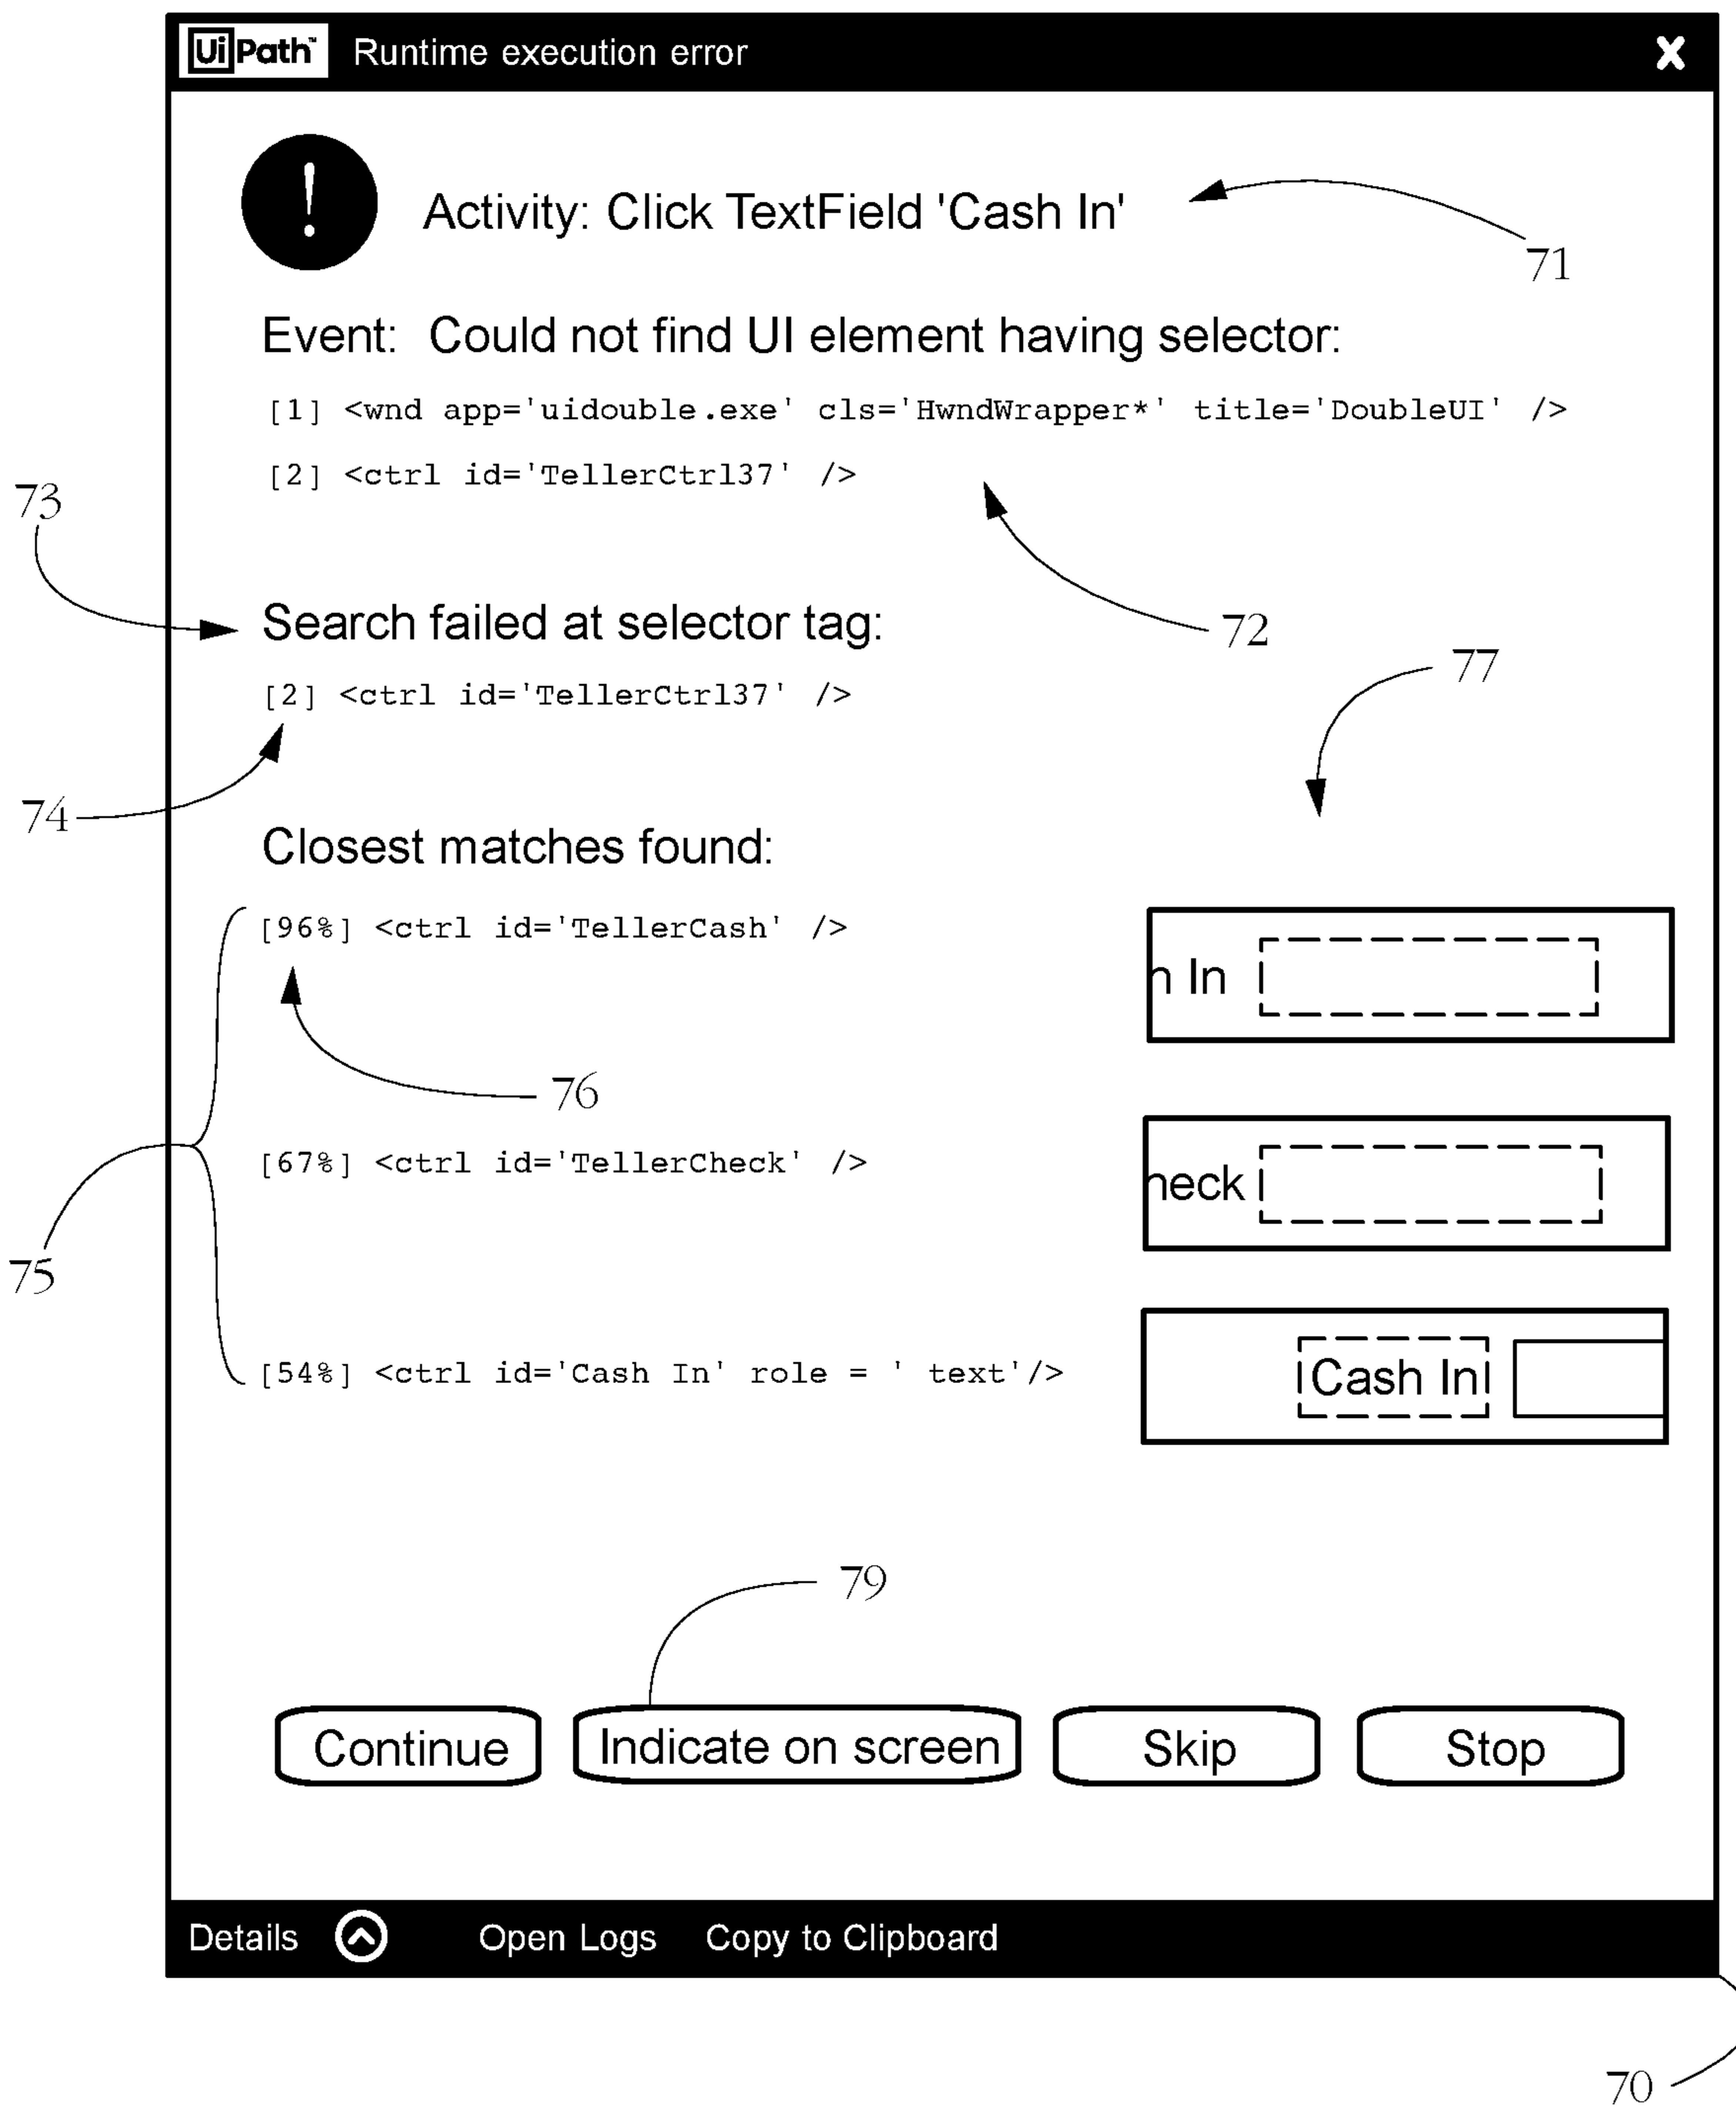 UiPath™ Runtime execution error X
! Activity: Click TextField 'Cash In'
71
Event: Could not find UI element having selector:
[1] <wnd app='uidouble.exe' cls='HwndWrapper*' title='DoubleUI' />
[2] <ctrl id='TellerCtrl37' />
73
72
Search failed at selector tag:
77
[2] <ctrl id='TellerCtrl37' />
74
Closest matches found:
[96%] <ctrl id='TellerCash' />
n In
76
[67%] <ctrl id='TellerCheck' />
heck
75
[54%] <ctrl id='Cash In' role = ' text'/>
Cash In
79
Continue Indicate on screen Skip Stop
Details Open Logs Copy to Clipboard
70